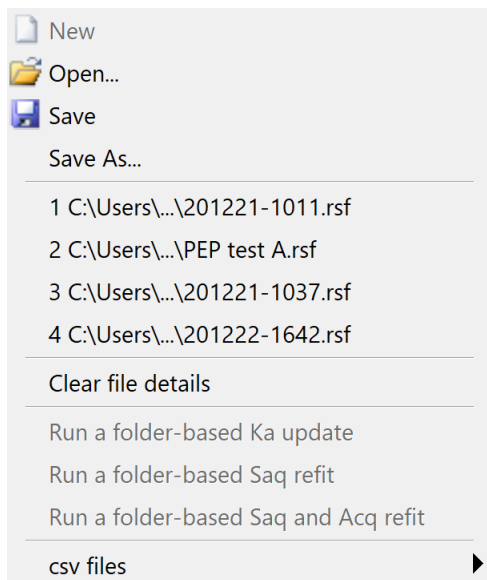 New
Open...
Save
Save As...
1 C:\Users\...\201221-1011.rsf
2 C:\Users\...\PEP test A.rsf
3 C:\Users\...\201221-1037.rsf
4 C:\Users\...\201222-1642.rsf
Clear file details
Run a folder-based Ka update
Run a folder-based Saq refit
Run a folder-based Saq and Acq refit
csv files